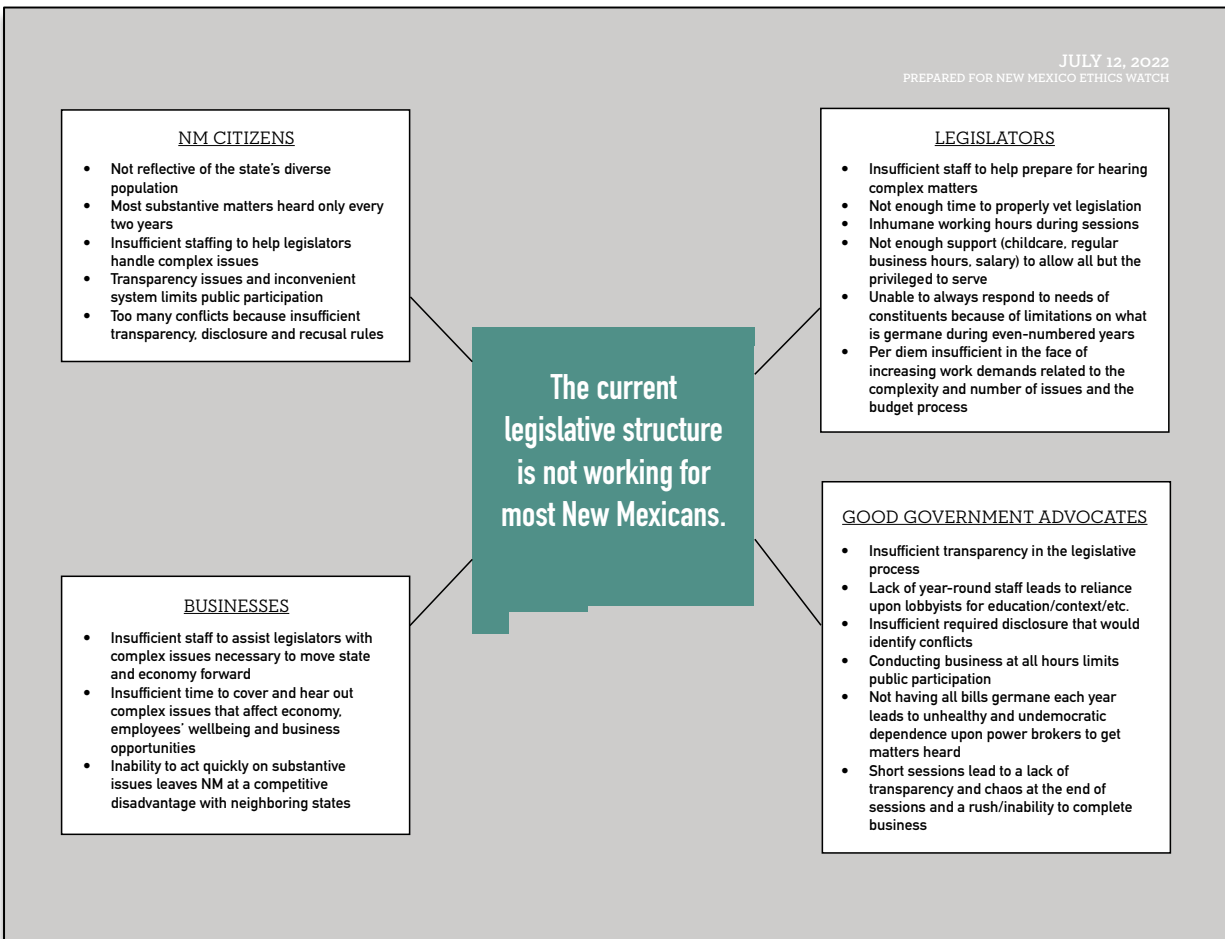 JULY 12, 2022
PREPARED FOR NEW MEXICO ETHICS WATCH
NM CITIZENS
• Not reflective of the state's diverse
population
• Most substantive matters heard only every
two years
• Insufficient staffing to help legislators
handle complex issues
• Transparency issues and inconvenient
system limits public participation
• Too many conflicts because insufficient
transparency, disclosure and recusal rules
LEGISLATORS
• Insufficient staff to help prepare for hearing
complex matters
• Not enough time to properly vet legislation
• Inhumane working hours during sessions
• Not enough support (childcare, regular
business hours, salary) to allow all but the
privileged to serve
• Unable to always respond to needs of
constituents because of limitations on what
is germane during even-numbered years
• Per diem insufficient in the face of
increasing work demands related to the
complexity and number of issues and the
budget process
The current
legislative structure
is not working for
most New Mexicans.
BUSINESSES
• Insufficient staff to assist legislators with
complex issues necessary to move state
and economy forward
• Insufficient time to cover and hear out
complex issues that affect economy,
employees' wellbeing and business
opportunities
• Inability to act quickly on substantive
issues leaves NM at a competitive
disadvantage with neighboring states
GOOD GOVERNMENT ADVOCATES
• Insufficient transparency in the legislative
process
• Lack of year-round staff leads to reliance
upon lobbyists for education/context/etc.
• Insufficient required disclosure that would
identify conflicts
• Conducting business at all hours limits
public participation
• Not having all bills germane each year
leads to unhealthy and undemocratic
dependence upon power brokers to get
matters heard
• Short sessions lead to a lack of
transparency and chaos at the end of
sessions and a rush/inability to complete
business